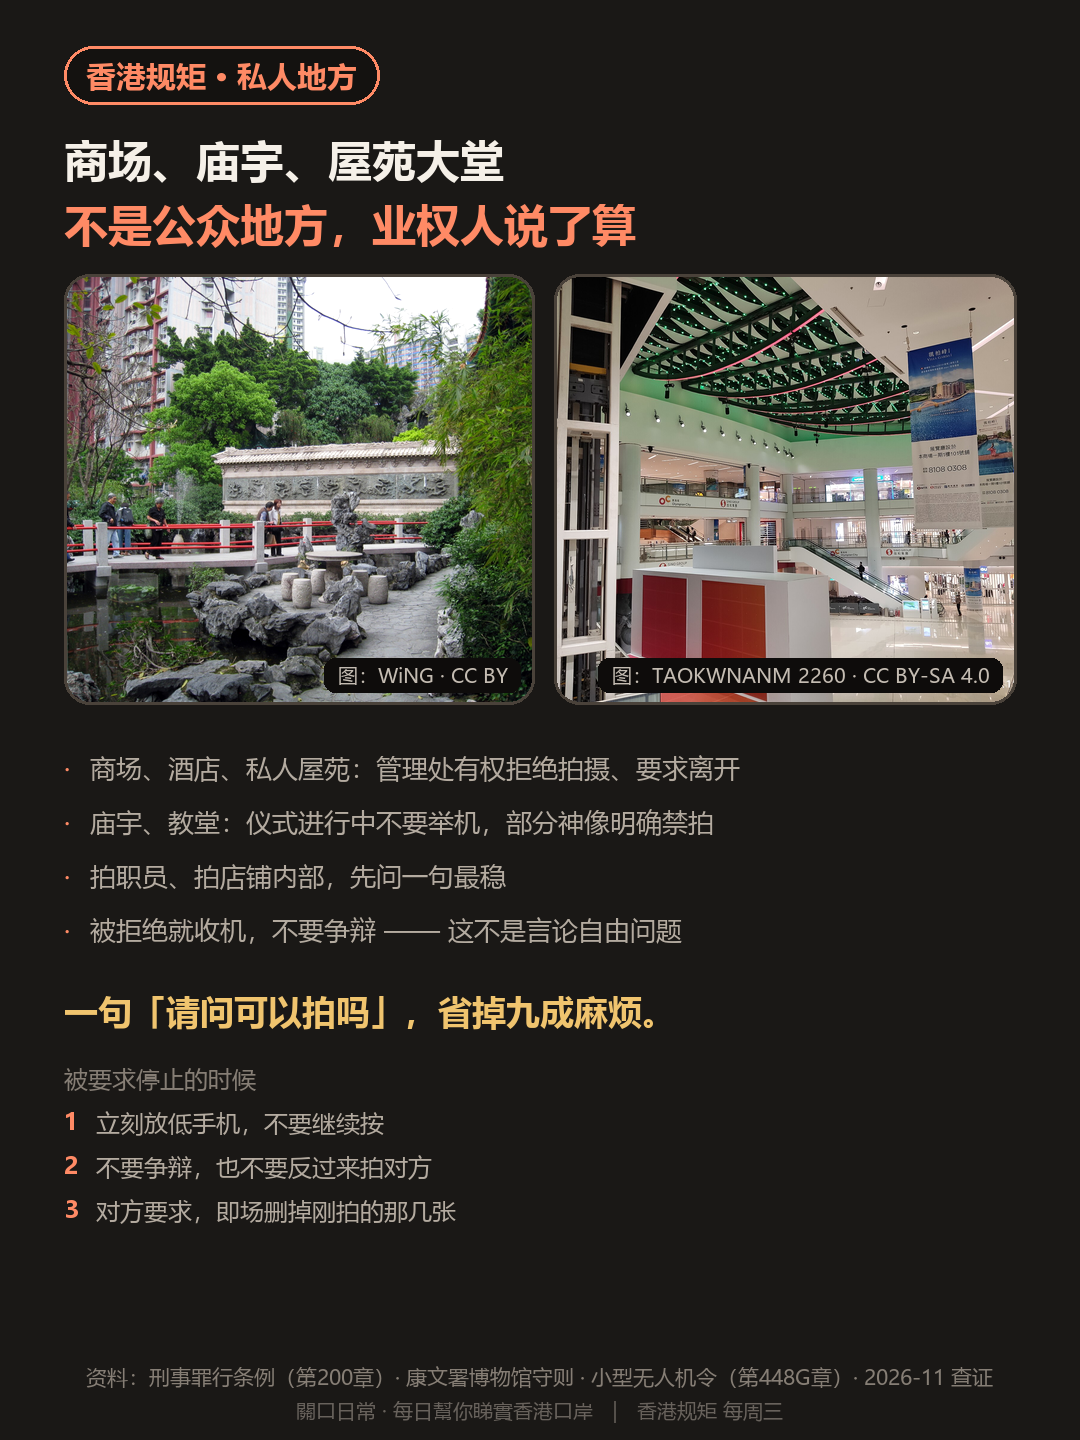 香港规矩 • 私人地方
商场、庙宇、屋苑大堂
不是公众地方，业权人说了算
8108 0308
8108 0308
图：WiNG · CC BY
图：TAOKWNANM 2260 · CC BY-SA 4.0
· 商场、酒店、私人屋苑：管理处有权拒绝拍摄、要求离开
· 庙宇、教堂：仪式进行中不要举机，部分神像明确禁拍
· 拍职员、拍店铺内部，先问一句最稳
· 被拒绝就收机，不要争辩 —— 这不是言论自由问题
一句「请问可以拍吗」，省掉九成麻烦。
被要求停止的时候
1 立刻放低手机，不要继续按
2 不要争辩，也不要反过来拍对方
3 对方要求，即场删掉刚拍的那几张
资料：刑事罪行条例（第200章）· 康文署博物馆守则 · 小型无人机令（第448G章）· 2026-11 查证
關口日常 · 每日幫你睇實香港口岸 ｜ 香港规矩 每周三